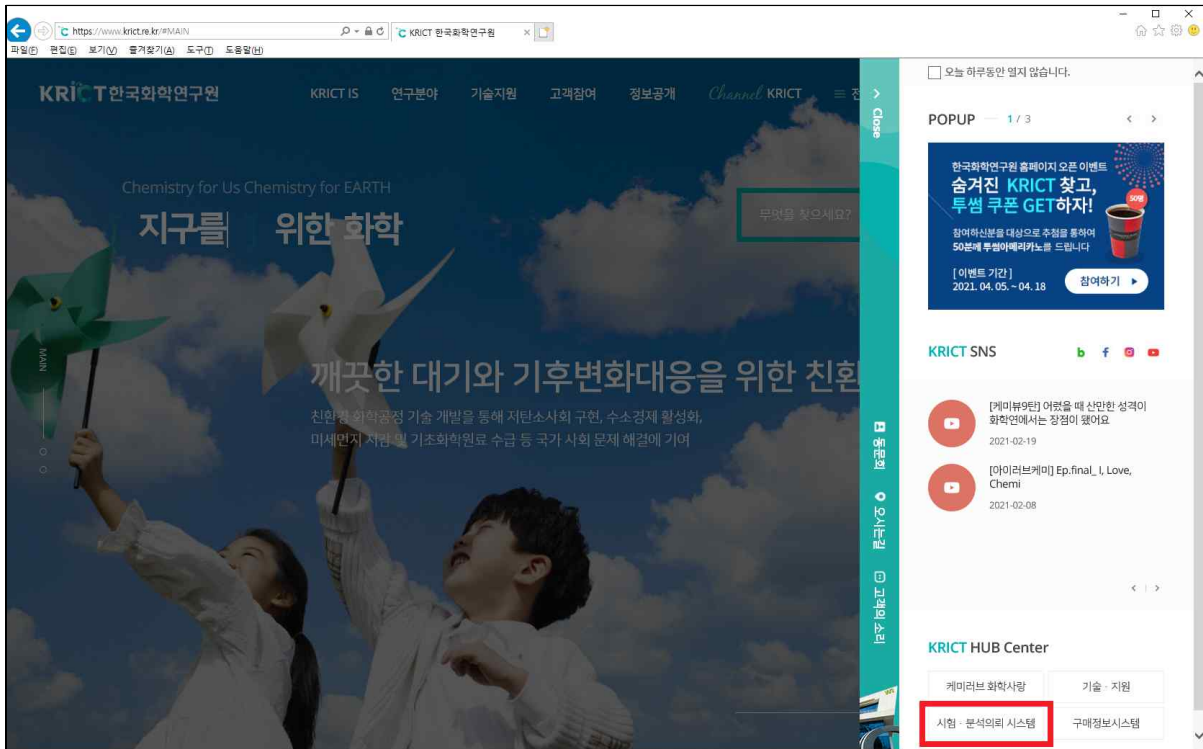 https://www.krict.re.kr/#MAIN
KRICT 한국화학연구원
파일(F) 편집(E) 보기(V) 즐겨찾기(A) 도구(T) 도움말(H)
KRICT 한국화학연구원
KRICT IS 연구분야 기술지원 고객참여 정보공개 Channel KRICT
Chemistry for Us Chemistry for EARTH
지구를 위한 화학
무엇을 찾으세요?
MAIN
깨끗한 대기와 기후변화대응을 위한 친환
친환경 화학공정 기술 개발을 통해 저탄소사회 구현, 수소경제 활성화,
미세먼지 저감 및 기초화학원료 수급 등 국가 사회 문제 해결에 기여
Close
동문회
오시는길
고객의 소리
오늘 하루동안 열지 않습니다.
POPUP 1 / 3
한국화학연구원 홈페이지 오픈 이벤트
숨겨진 KRICT 찾고,
투썸 쿠폰 GET하자!
50명
참여하신분을 대상으로 추첨을 통하여
50분께 투썸아메리카노를 드립니다
[ 이벤트 기간 ]
2021. 04. 05. ~ 04. 18
참여하기
KRICT SNS
[케미뷰9탄] 어렸을 때 산만한 성격이
화학연에서는 장점이 됐어요
2021-02-19
[아이러브케미] Ep.final_ I, Love,
Chemi
2021-02-08
KRICT HUB Center
케미러브 화학사랑
기술 · 지원
시험 · 분석의뢰 시스템
구매정보시스템